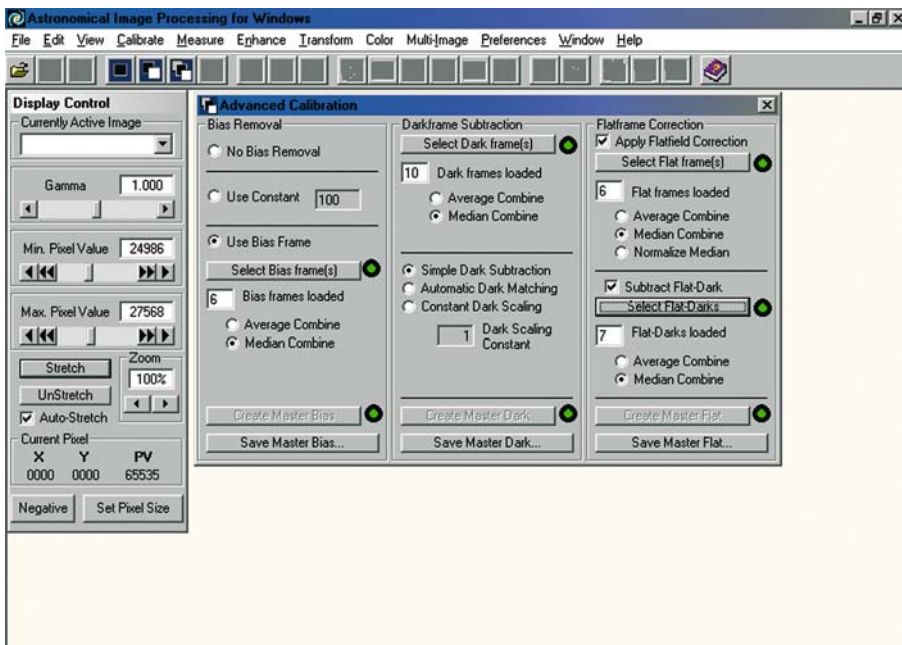 Astronomical Image Processing for Windows
File Edit View Calibrate Measure Enhance Transform Color Multi-Image Preferences Window Help
Display Control
Currently Active Image
Gamma 1.000
Min. Pixel Value 24986
Max. Pixel Value 27568
Stretch
Zoom
100%
UnStretch
Auto-Stretch
Current Pixel
X Y PV
0000 0000 65535
Negative Set Pixel Size
Advanced Calibration
Bias Removal
No Bias Removal
Use Constant 100
Use Bias Frame
Select Bias frame(s)
6 Bias frames loaded
Average Combine
Median Combine
Create Master Bias
Save Master Bias...
Darkframe Subtraction
Select Dark frame(s)
10 Dark frames loaded
Average Combine
Median Combine
Simple Dark Subtraction
Automatic Dark Matching
Constant Dark Scaling
1 Dark Scaling
Constant
Create Master Dark
Save Master Dark...
Flatframe Correction
Apply Flatfield Correction
Select Flat frame(s)
6 Flat frames loaded
Average Combine
Median Combine
Normalize Median
Subtract Flat-Dark
Select Flat-Darks
7 Flat-Darks loaded
Average Combine
Median Combine
Create Master Flat
Save Master Flat...